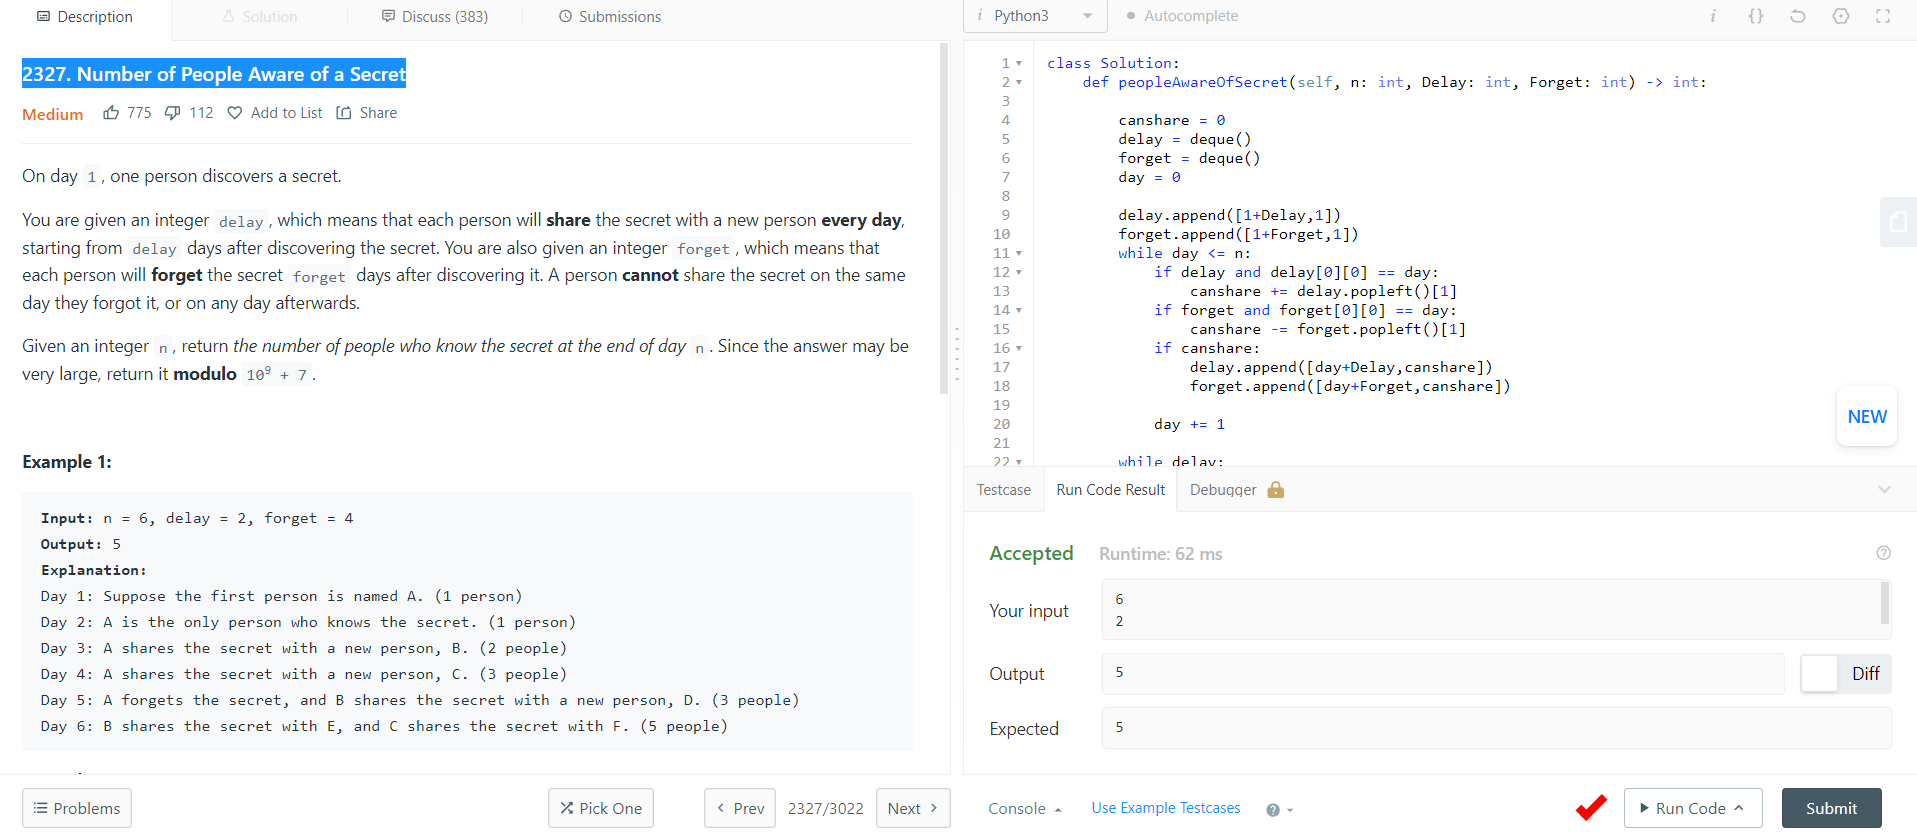 Description
Solution
Discuss (383)
Submissions
2327. Number of People Aware of a Secret
Medium 775 112 Add to List Share
On day 1, one person discovers a secret.
You are given an integer delay, which means that each person will share the secret with a new person every day,
starting from delay days after discovering the secret. You are also given an integer forget, which means that
each person will forget the secret forget days after discovering it. A person cannot share the secret on the same
day they forgot it, or on any day afterwards.
Given an integer n, return the number of people who know the secret at the end of day n. Since the answer may be
very large, return it modulo 10⁹ + 7.
Example 1:
Input: n = 6, delay = 2, forget = 4
Output: 5
Explanation:
Day 1: Suppose the first person is named A. (1 person)
Day 2: A is the only person who knows the secret. (1 person)
Day 3: A shares the secret with a new person, B. (2 people)
Day 4: A shares the secret with a new person, C. (3 people)
Day 5: A forgets the secret, and B shares the secret with a new person, D. (3 people)
Day 6: B shares the secret with E, and C shares the secret with F. (5 people)
Problems
Pick One
Prev
2327/3022
Next
i Python3
Autocomplete
i {}
1 class Solution:
2 def peopleAwareOfSecret(self, n: int, Delay: int, Forget: int) -> int:
3
4 canshare = 0
5 delay = deque()
6 forget = deque()
7 day = 0
8
9 delay.append([1+Delay,1])
10 forget.append([1+Forget,1])
11 while day <= n:
12 if delay and delay[0][0] == day:
13 canshare += delay.popleft()[1]
14 if forget and forget[0][0] == day:
15 canshare -= forget.popleft()[1]
16 if canshare:
17 delay.append([day+Delay,canshare])
18 forget.append([day+Forget,canshare])
19
20 day += 1
21
22 while delay:
NEW
Testcase
Run Code Result
Debugger
Accepted Runtime: 62 ms
?
Your input
6
2
Output
5
Diff
Expected
5
Console
Use Example Testcases
?
Run Code
Submit